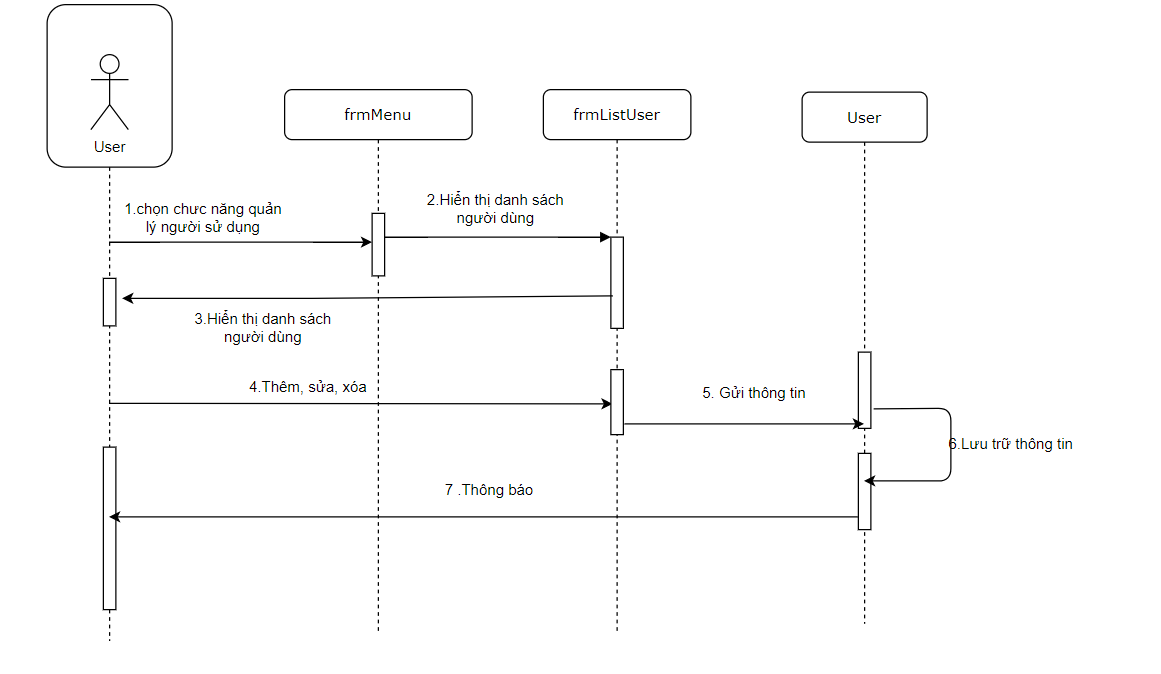 User
frmMenu
frmListUser
User
1.chọn chưc năng quản
lý người sử dụng
2.Hiển thị danh sách
người dùng
3.Hiển thị danh sách
người dùng
4.Thêm, sửa, xóa
5. Gửi thông tin
6.Lưu trữ thông tin
7 .Thông báo